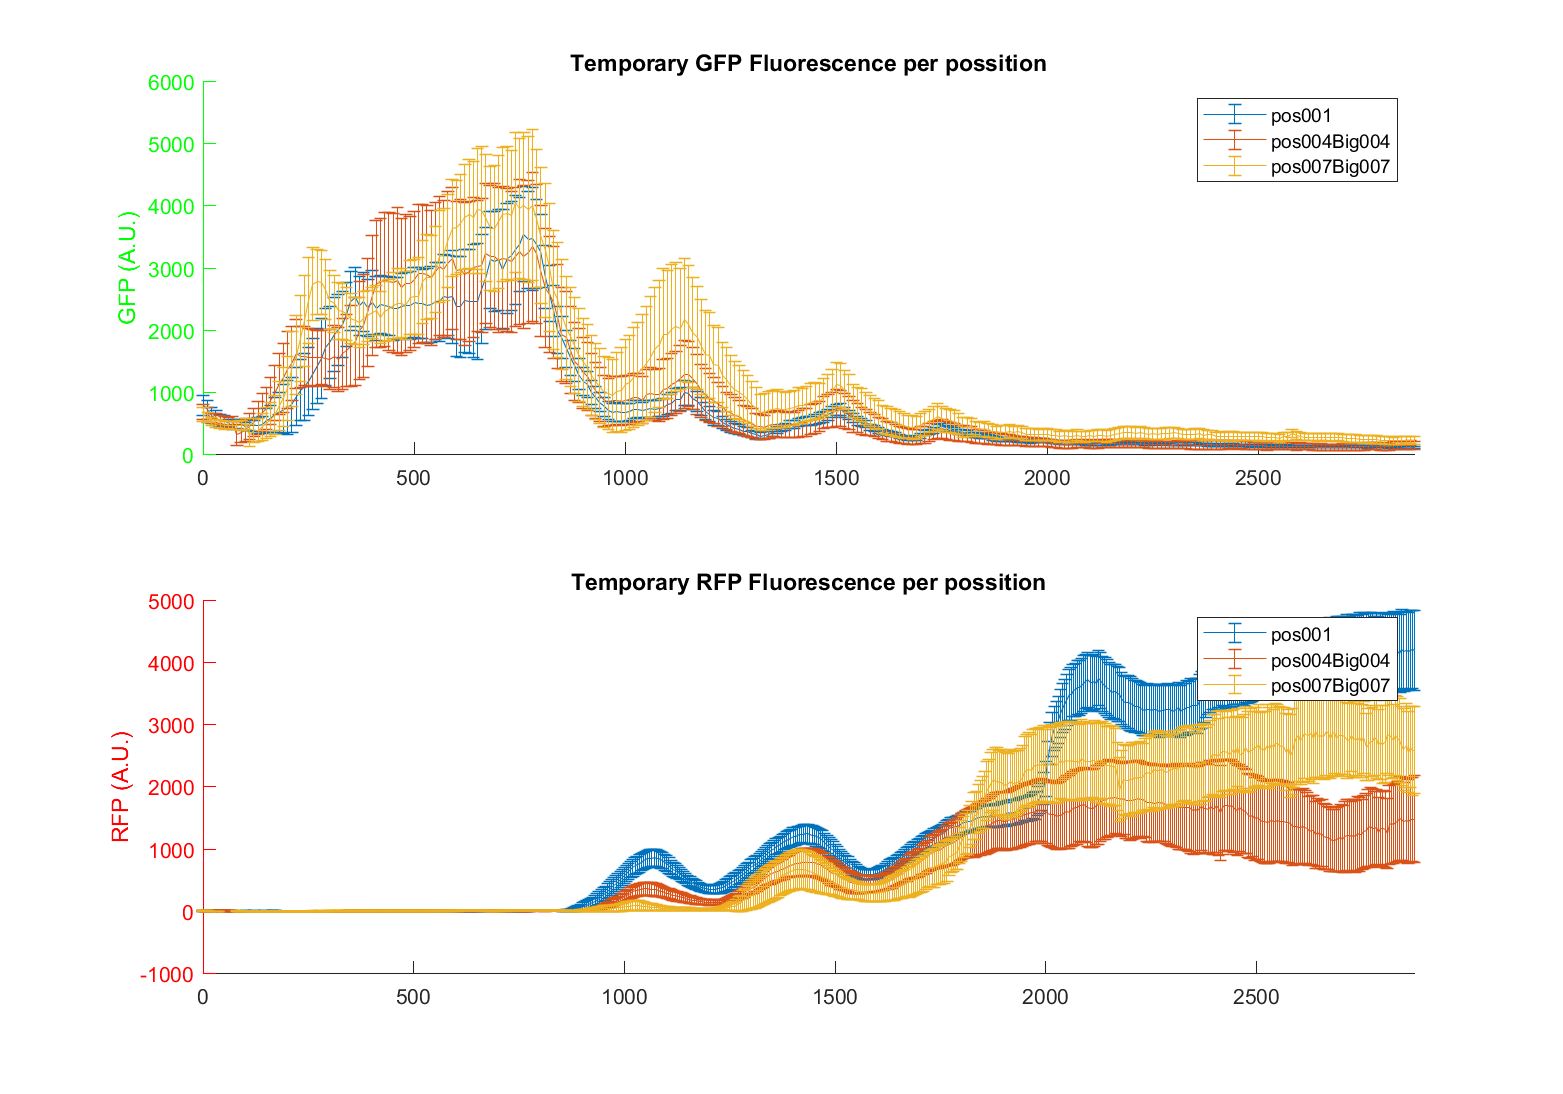 Temporary GFP Fluorescence per possition
GFP (A.U.)
6000
5000
4000
3000
2000
1000
0
0 500 1000 1500 2000 2500
pos001
pos004Big004
pos007Big007
Temporary RFP Fluorescence per possition
RFP (A.U.)
5000
4000
3000
2000
1000
0
-1000
0 500 1000 1500 2000 2500
pos001
pos004Big004
pos007Big007